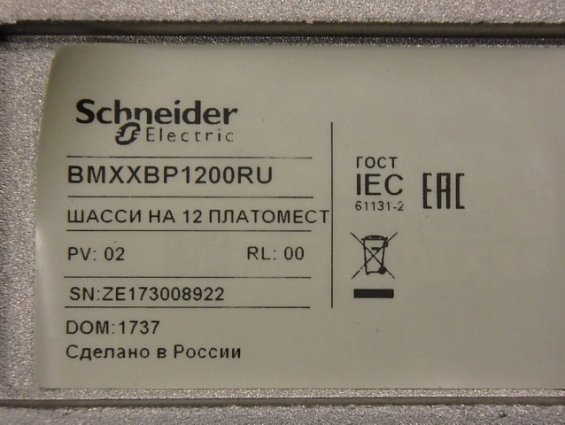 Schneider
Electric
BMXXBP1200RU
ШАССИ НА 12 ПЛАТОМЕСТ
PV: 02 RL: 00
SN:ZE173008922
DOM:1737
Сделано в России
ГОСТ
IEC
61131-2
EAC